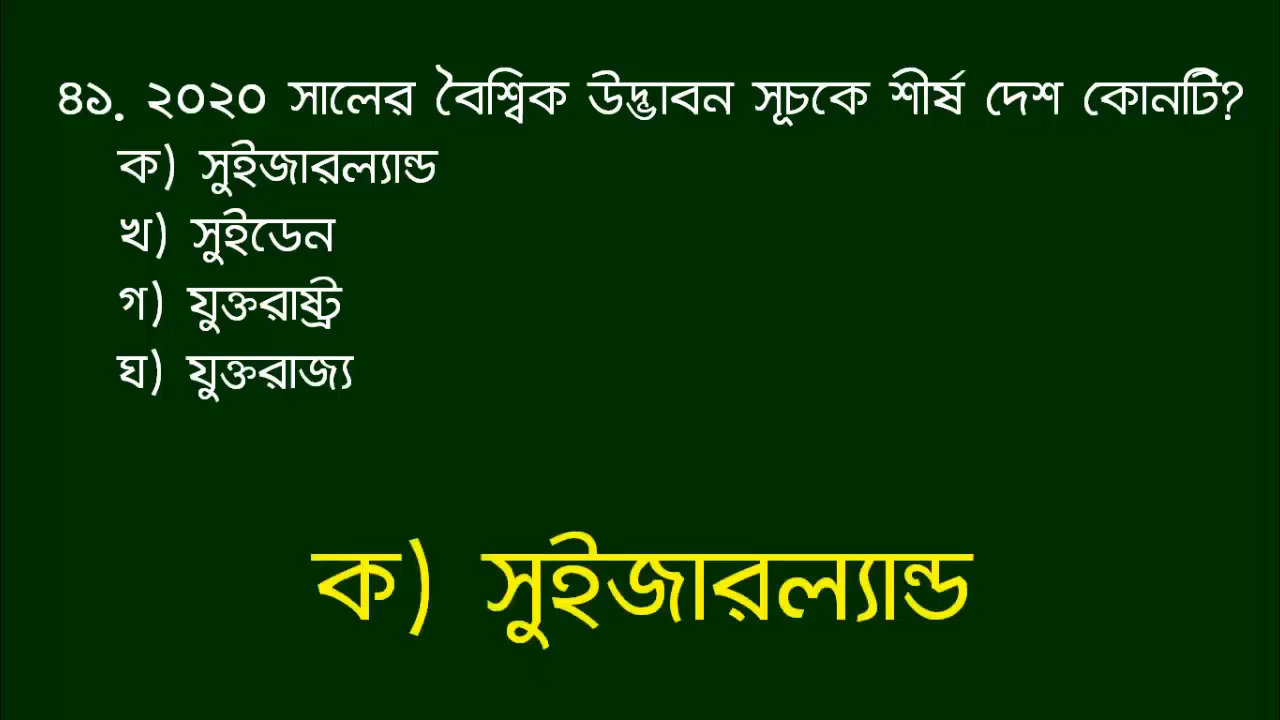 ৪১. ২০২০ সালের বৈশ্বিক উদ্ভাবন সূচকে শীর্ষ দেশ কোনটি?
ক) সুইজারল্যান্ড
খ) সুইডেন
গ) যুক্তরাষ্ট্র
ঘ) যুক্তরাজ্য
ক) সুইজারল্যান্ড